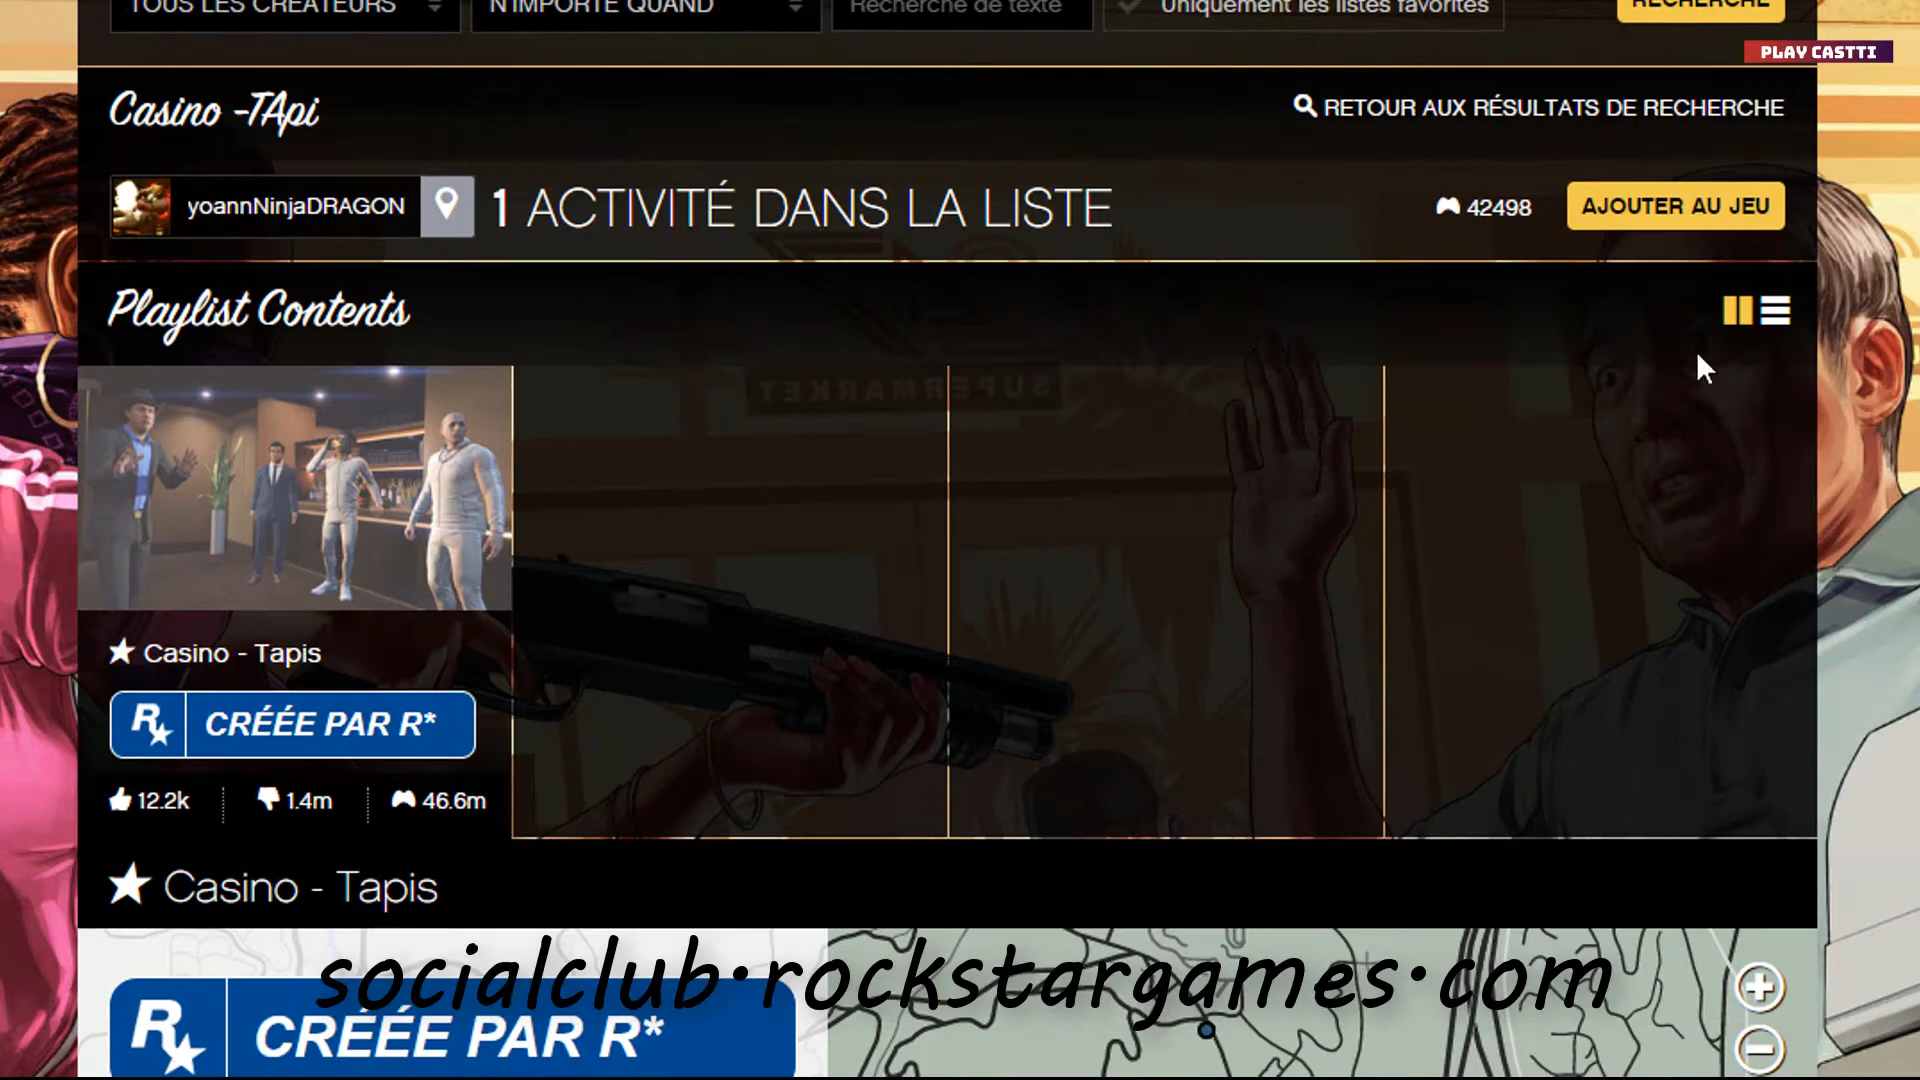 TOUS LES CRÉATEURS
N'IMPORTE QUAND
Recherche de texte
Uniquement les listes favorites
RECHERCHE
PLAY CASTTI
Casino -TApi
RETOUR AUX RÉSULTATS DE RECHERCHE
yoannNinjaDRAGON
1 ACTIVITÉ DANS LA LISTE
42498
AJOUTER AU JEU
Playlist Contents
SUPERMARKET
Casino - Tapis
R CRÉÉE PAR R*
12.2k
1.4m
46.6m
Casino - Tapis
socialclub.rockstargames.com
R CRÉÉE PAR R*